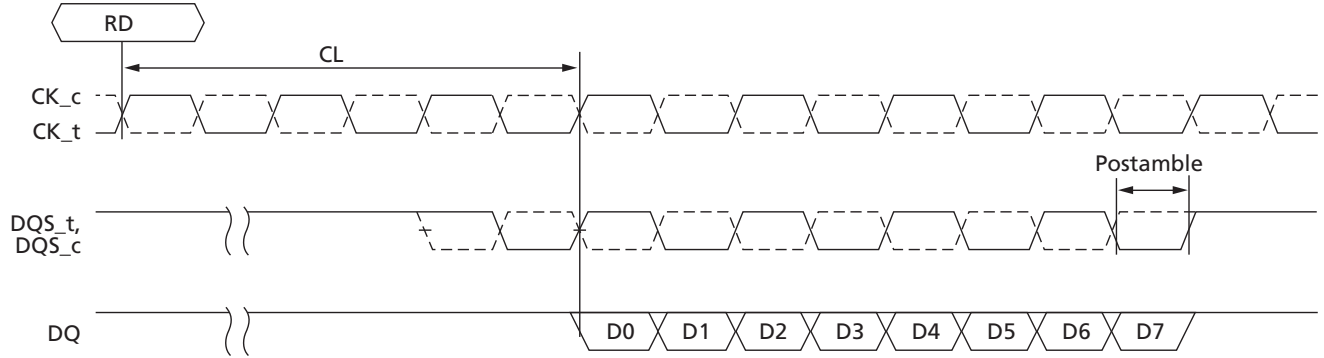 RD
CL
CK_c
CK_t
Postamble
DQS_t,
DQS_c
DQ D0 D1 D2 D3 D4 D5 D6 D7